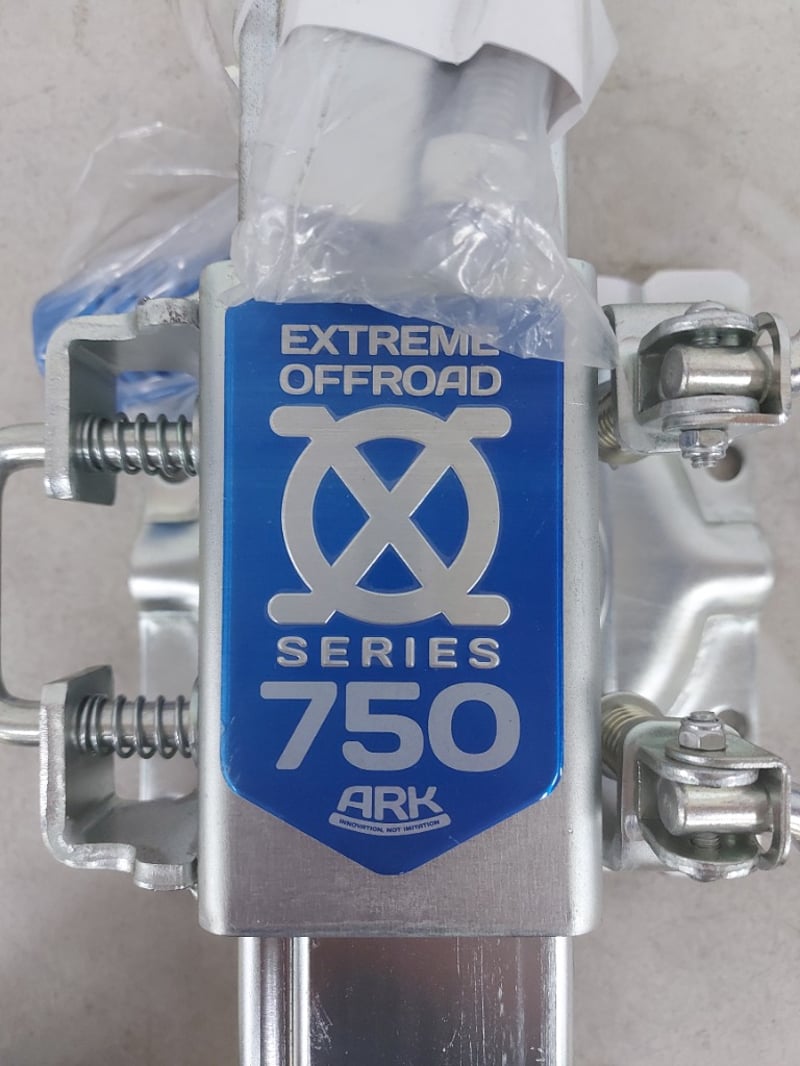 EXTREME
OFFROAD
SERIES
750
ARK
INNOVATION, NOT IMITATION